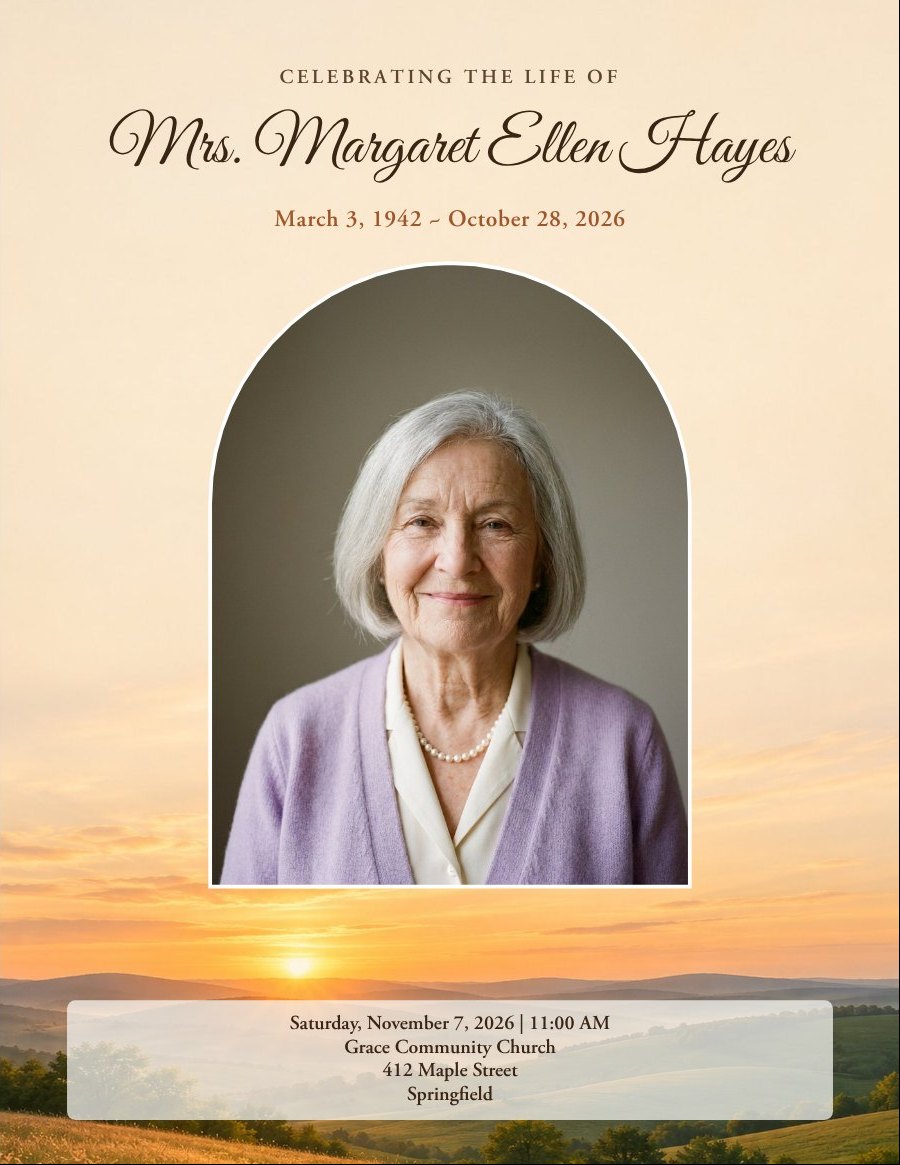 CELEBRATING THE LIFE OF
Mrs. Margaret Ellen Hayes
March 3, 1942 ~ October 28, 2026
Saturday, November 7, 2026 | 11:00 AM
Grace Community Church
412 Maple Street
Springfield